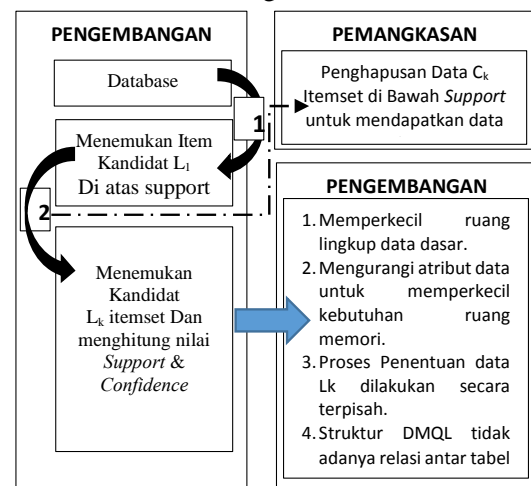 PENGEMBANGAN
Database
1
Menemukan Item
Kandidat L1
Di atas support
2
Menemukan
Kandidat
Lk itemset Dan
menghitung nilai
Support &
Confidence
PEMANGKASAN
Penghapusan Data Ck
Itemset di Bawah Support
untuk mendapatkan data
PENGEMBANGAN
1. Memperkecil ruang
lingkup data dasar.
2. Mengurangi atribut data
untuk memperkecil
kebutuhan ruang
memori.
3. Proses Penentuan data
Lk dilakukan secara
terpisah.
4. Struktur DMQL tidak
adanya relasi antar tabel